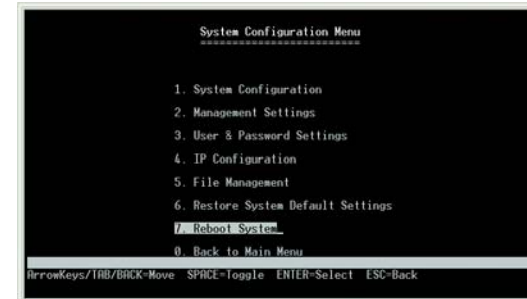 System Configuration Menu
=========================
1. System Configuration
2. Management Settings
3. User & Password Settings
4. IP Configuration
5. File Management
6. Restore System Default Settings
7. Reboot System_
0. Back to Main Menu
ArrowKeys/TAB/BACK=Move SPACE=Toggle ENTER=Select ESC=Back